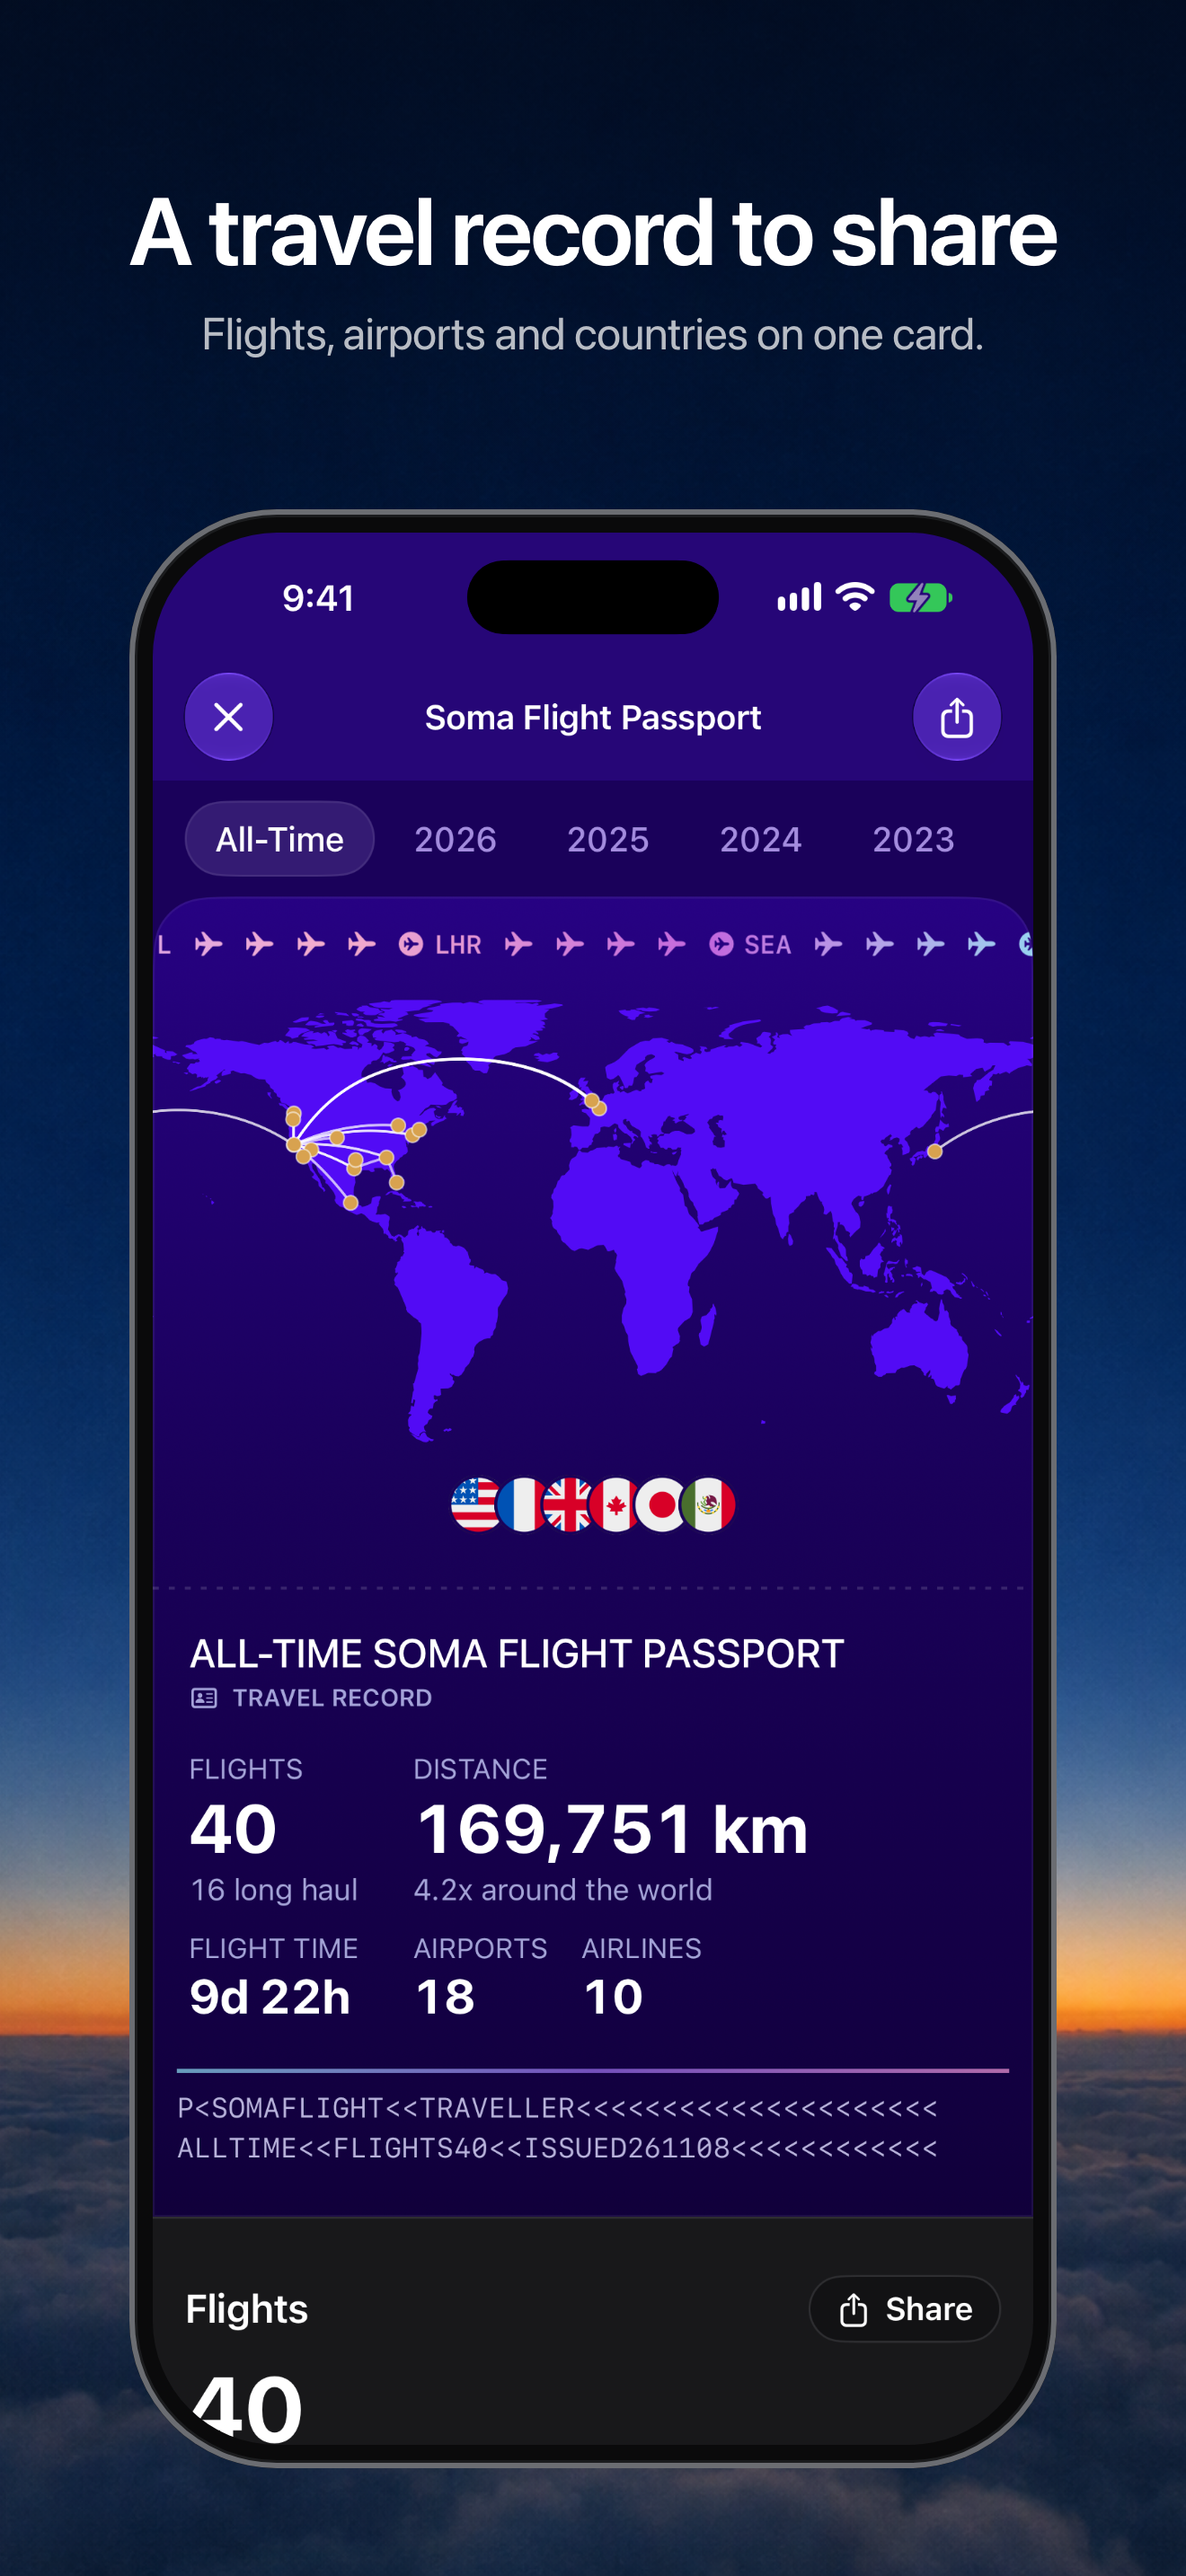 A travel record to share
Flights, airports and countries on one card.
9:41
Soma Flight Passport
All-Time 2026 2025 2024 2023
L LHR SEA
ALL-TIME SOMA FLIGHT PASSPORT
TRAVEL RECORD
FLIGHTS DISTANCE
40 169,751 km
16 long haul 4.2x around the world
FLIGHT TIME AIRPORTS AIRLINES
9d 22h 18 10
P<SOMAFLIGHT<<TRAVELLER<<<<<<<<<<<<<<<<<<<<<
ALLTIME<<FLIGHTS40<<ISSUED261108<<<<<<<<<<<<
Flights Share
40